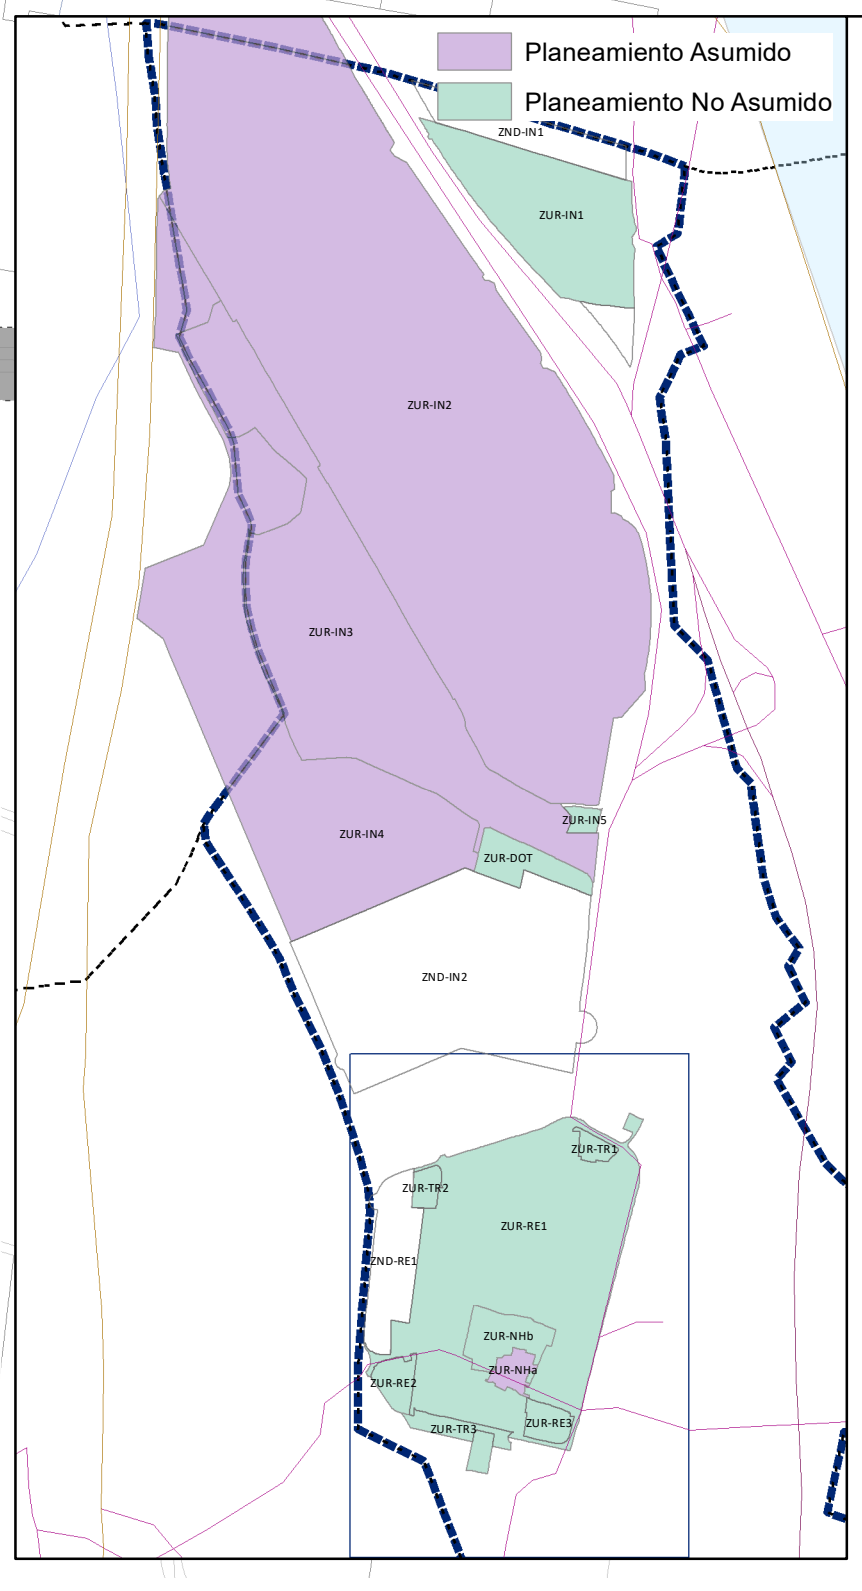 Planeamiento Asumido
Planeamiento No Asumido
ZND-IN1
ZUR-IN1
ZUR-IN2
ZUR-IN3
ZUR-IN5
ZUR-IN4
ZUR-DOT
ZND-IN2
ZUR-TR1
ZUR-TR2
ZUR-RE1
ZND-RE1
ZUR-NHb
ZUR-NHa
ZUR-RE2
ZUR-RE3
ZUR-TR3